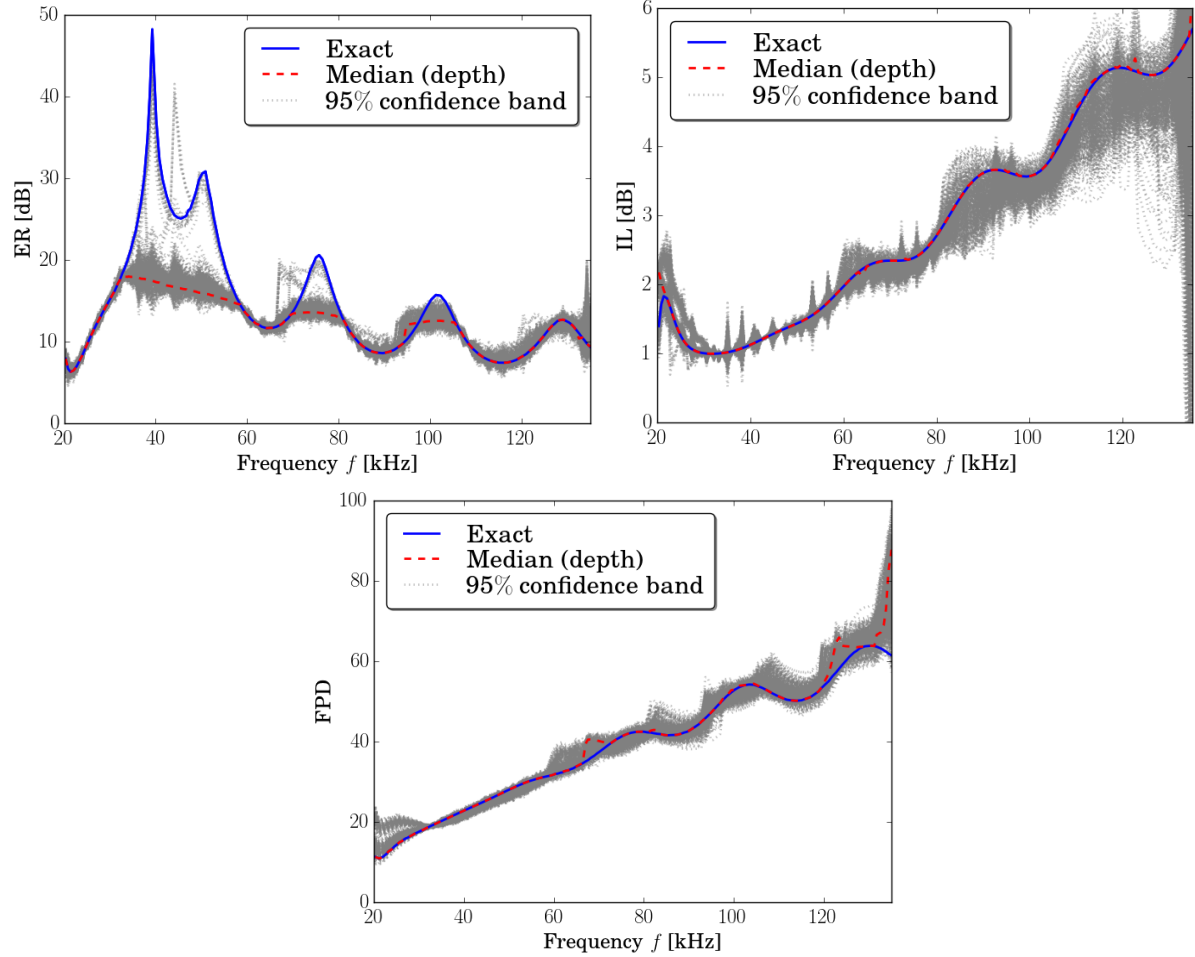 50
40
30
20
10
0
ER [dB]
20
40
60
80
100
120
Frequency f [kHz]
Exact
Median (depth)
95% confidence band
6
5
4
3
2
1
0
IL [dB]
20
40
60
80
100
120
Frequency f [kHz]
Exact
Median (depth)
95% confidence band
100
80
60
40
20
0
FPD
20
40
60
80
100
120
Frequency f [kHz]
Exact
Median (depth)
95% confidence band